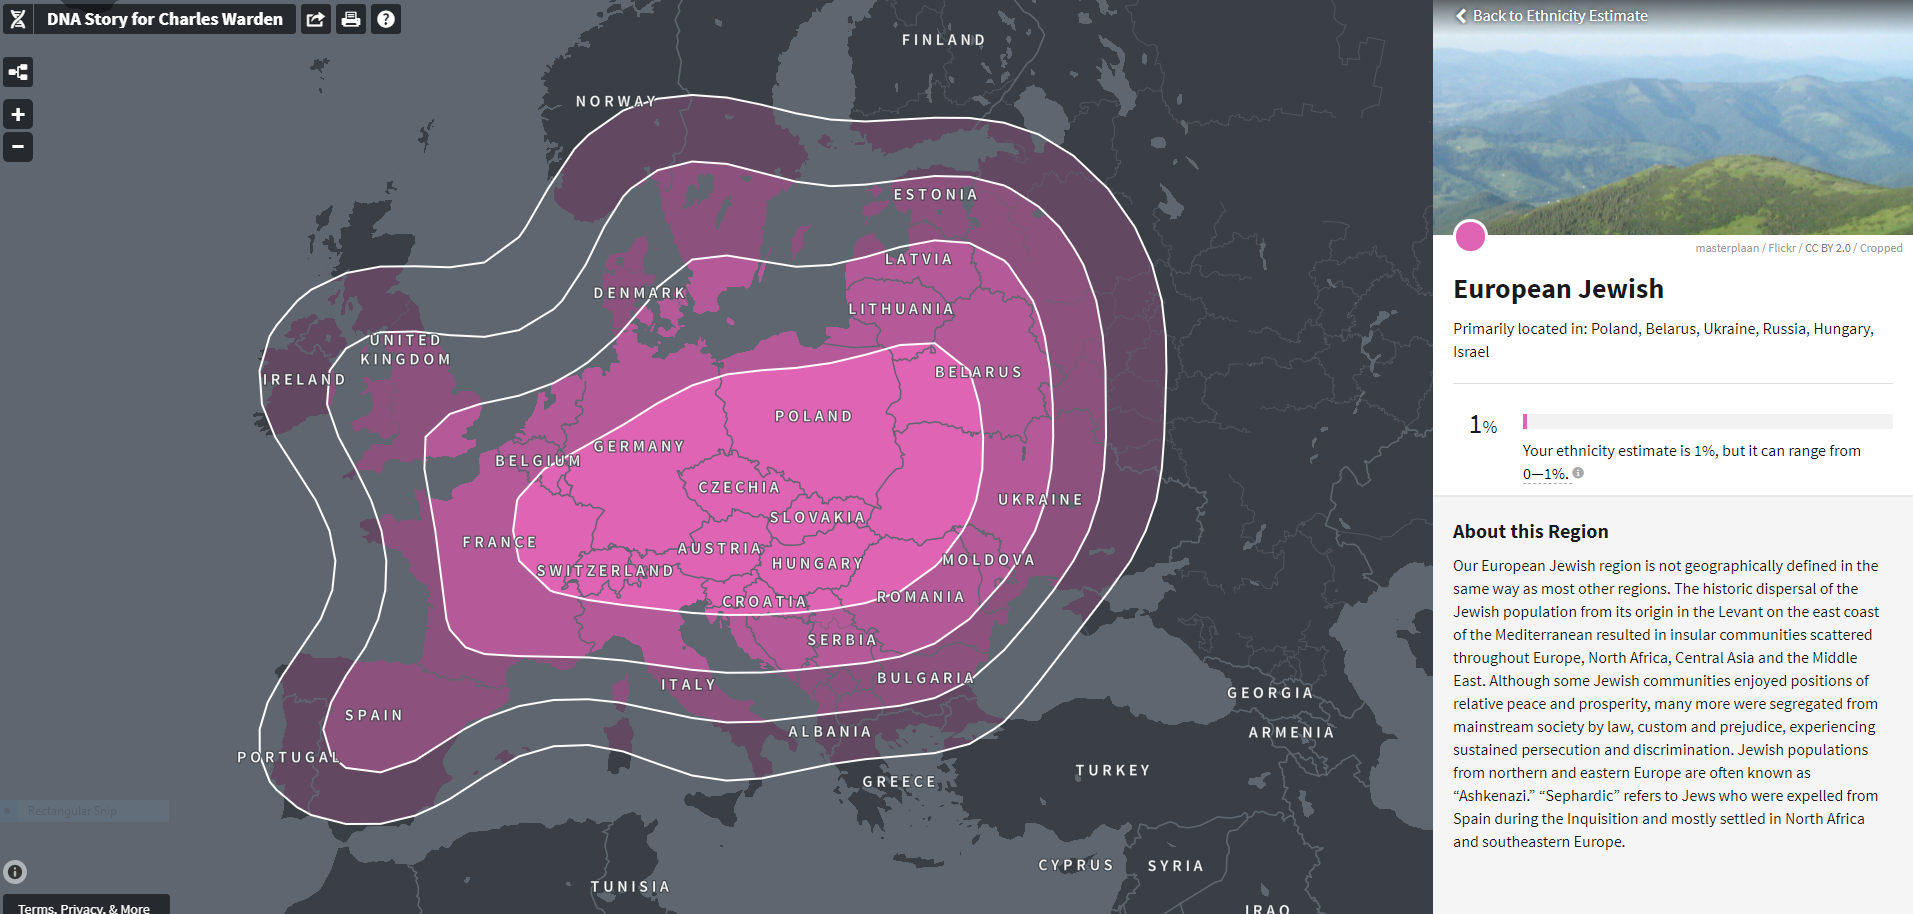 DNA Story for Charles Warden
FINLAND
NORWAY
ESTONIA
LATVIA
DENMARK
LITHUANIA
UNITED
KINGDOM
IRELAND
BELARUS
POLAND
GERMANY
BELGIUM
CZECHIA
UKRAINE
SLOVAKIA
FRANCE
AUSTRIA
HUNGARY
MOLDOVA
SWITZERLAND
CROATIA
ROMANIA
SERBIA
ITALY
BULGARIA
GEORGIA
SPAIN
ALBANIA
ARMENIA
PORTUGAL
TURKEY
GREECE
Rectangular Snip
CYPRUS
SYRIA
TUNISIA
IRAQ
Terms, Privacy, & More
Back to Ethnicity Estimate
masterplaan / Flickr / CC BY 2.0 / Cropped
European Jewish
Primarily located in: Poland, Belarus, Ukraine, Russia, Hungary,
Israel
1%
Your ethnicity estimate is 1%, but it can range from
0—1%.
About this Region
Our European Jewish region is not geographically defined in the
same way as most other regions. The historic dispersal of the
Jewish population from its origin in the Levant on the east coast
of the Mediterranean resulted in insular communities scattered
throughout Europe, North Africa, Central Asia and the Middle
East. Although some Jewish communities enjoyed positions of
relative peace and prosperity, many more were segregated from
mainstream society by law, custom and prejudice, experiencing
sustained persecution and discrimination. Jewish populations
from northern and eastern Europe are often known as
“Ashkenazi.” “Sephardic” refers to Jews who were expelled from
Spain during the Inquisition and mostly settled in North Africa
and southeastern Europe.